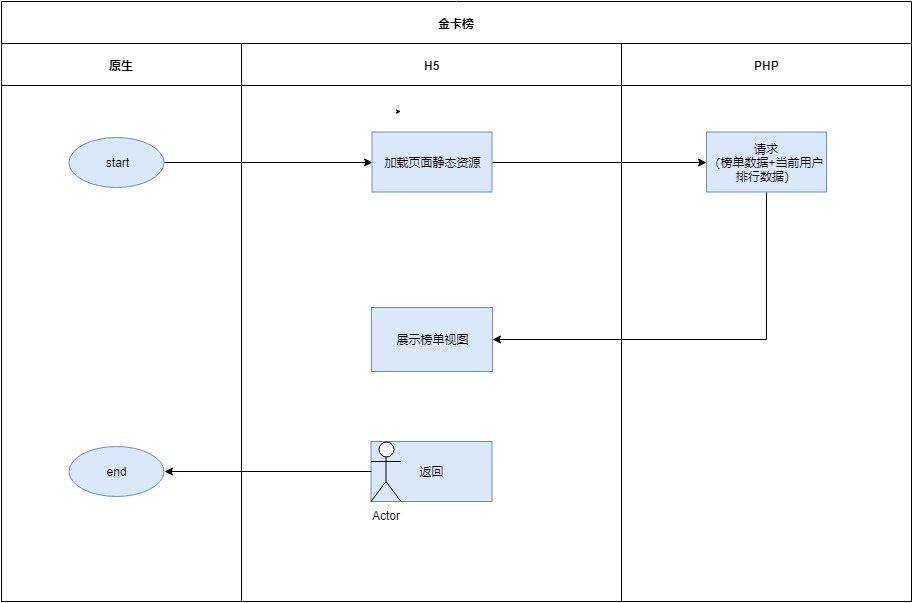 金卡榜
原生
H5
PHP
start
加载页面静态资源
请求
（榜单数据+当前用户
排行数据）
展示榜单视图
end
返回
Actor